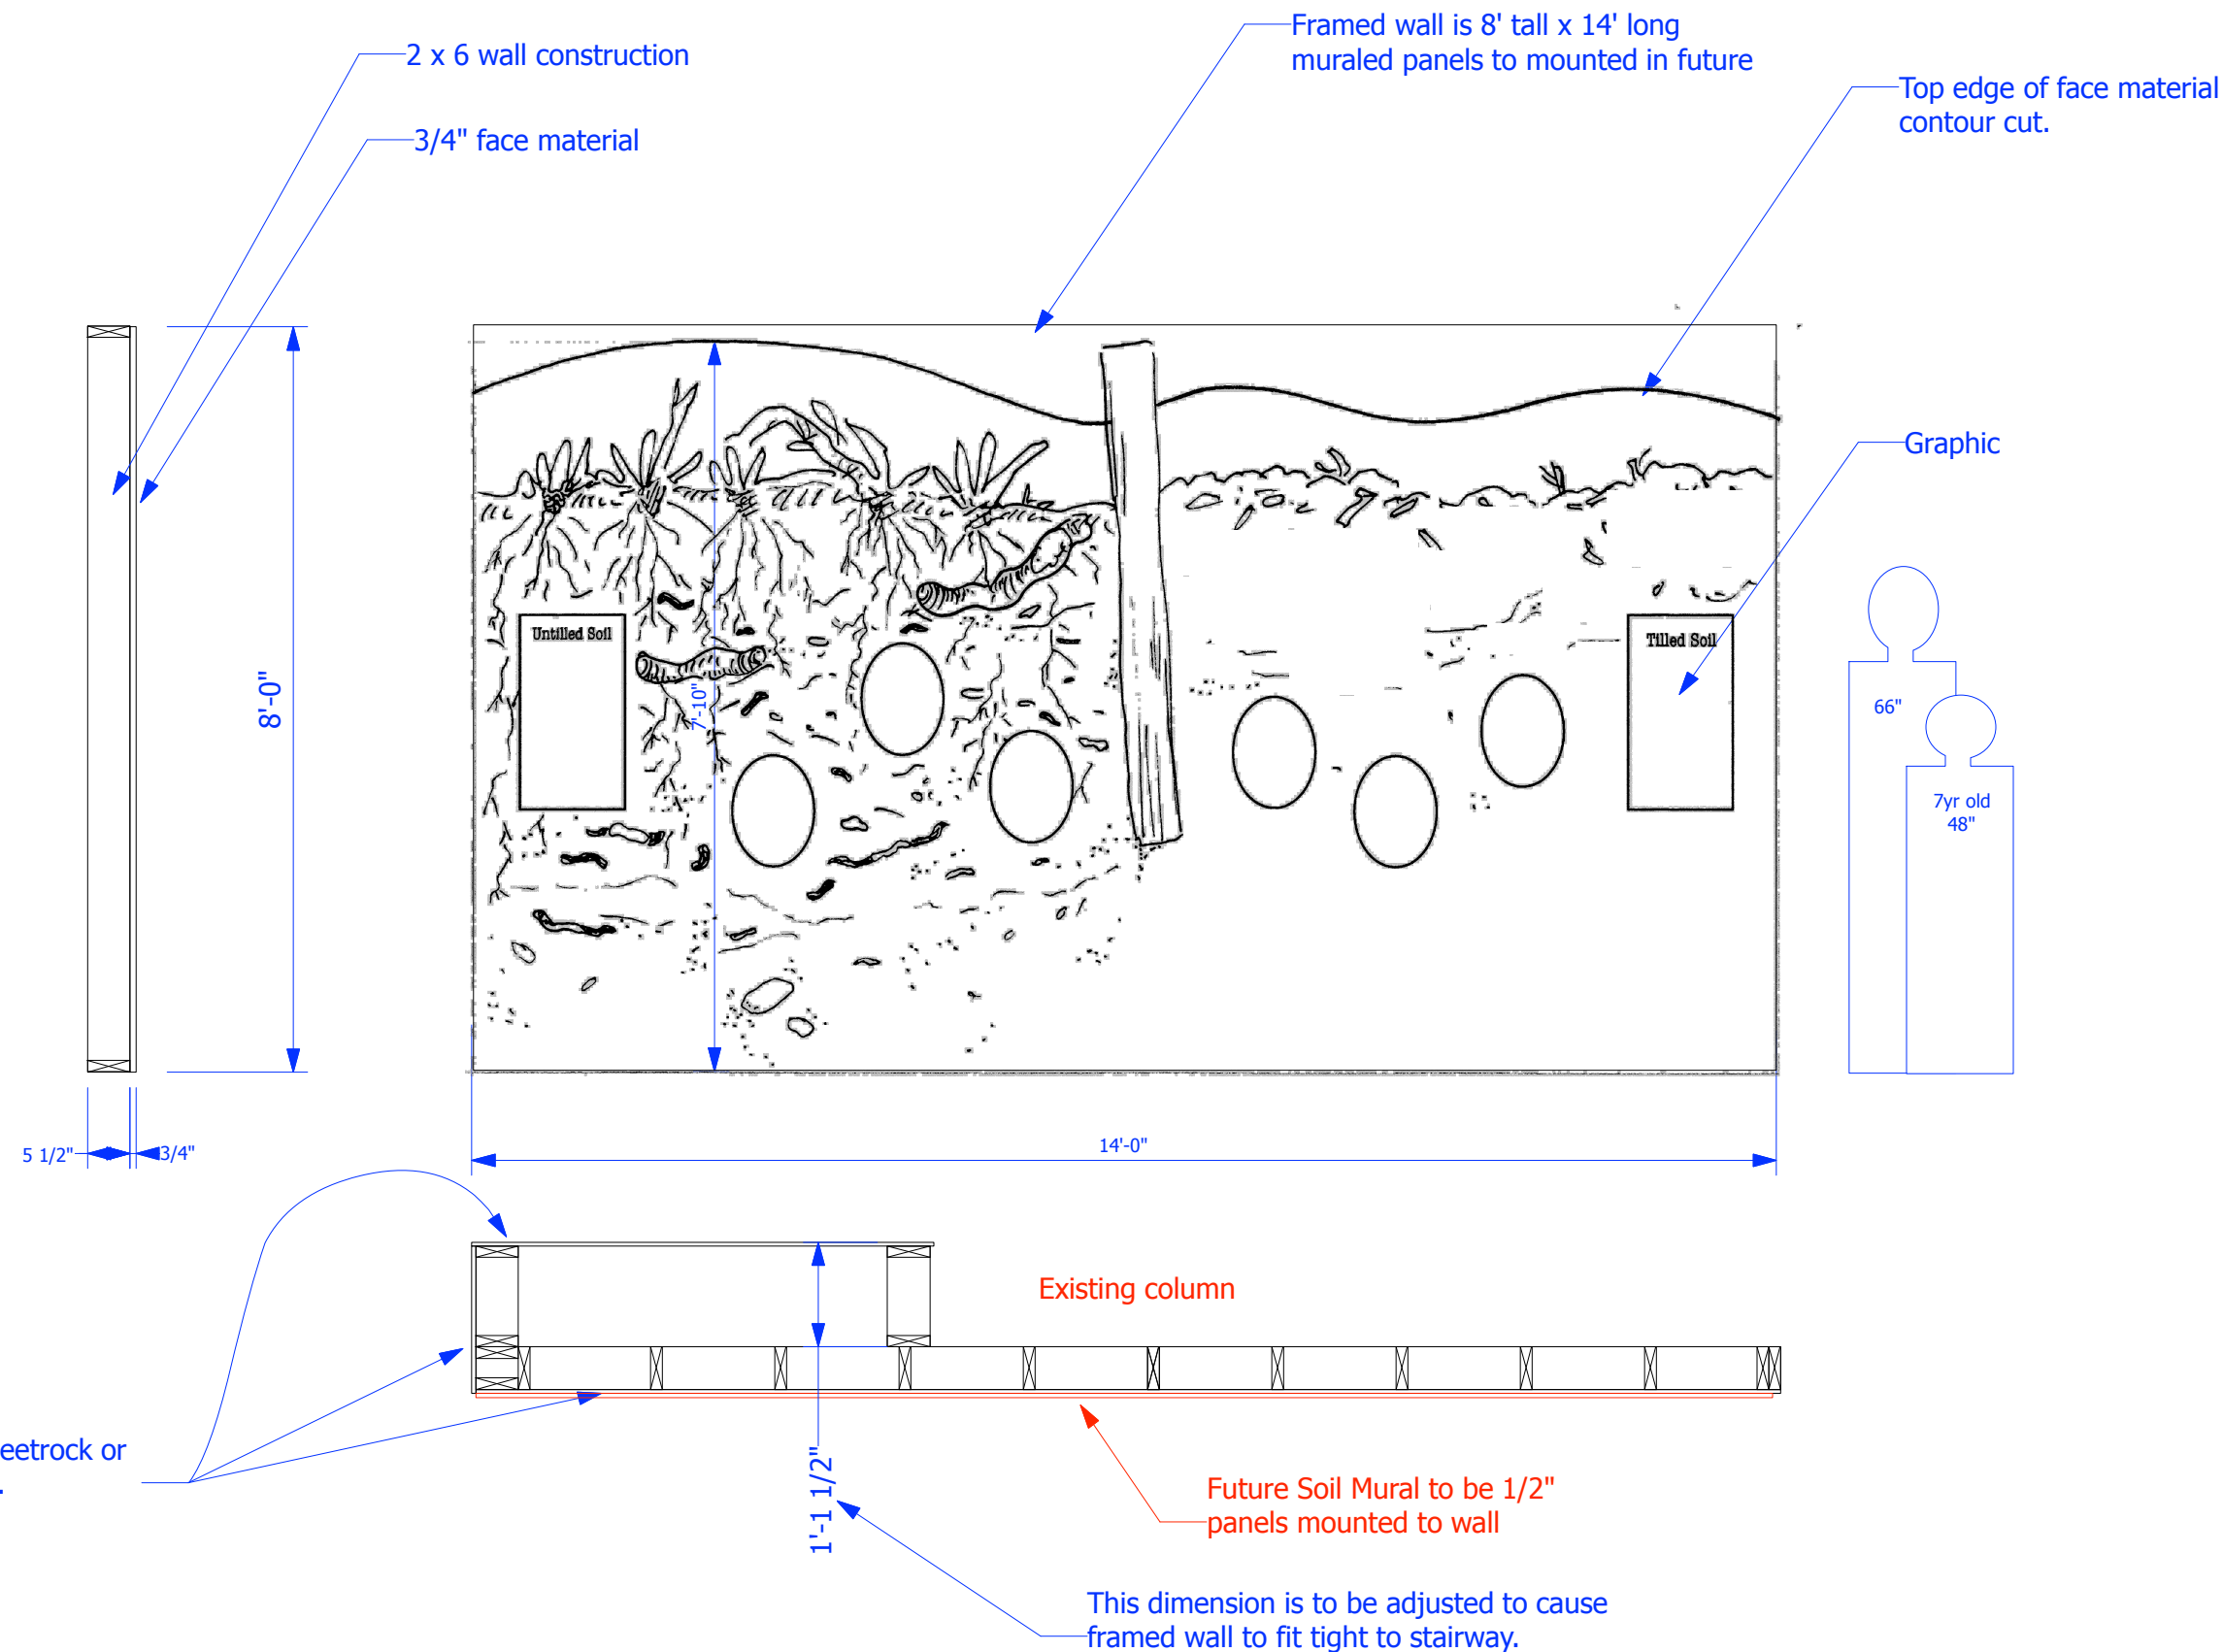 2 x 6 wall construction
3/4" face material
Framed wall is 8' tall x 14' long
muraled panels to mounted in future
Top edge of face material
contour cut.
Graphic
8'-0"
7'-10"
Untilled Soil
Tilled Soil
66"
7yr old
48"
5 1/2"
3/4"
14'-0"
Existing column
eetrock or
.
1'-1 1/2"
Future Soil Mural to be 1/2"
panels mounted to wall
This dimension is to be adjusted to cause
framed wall to fit tight to stairway.